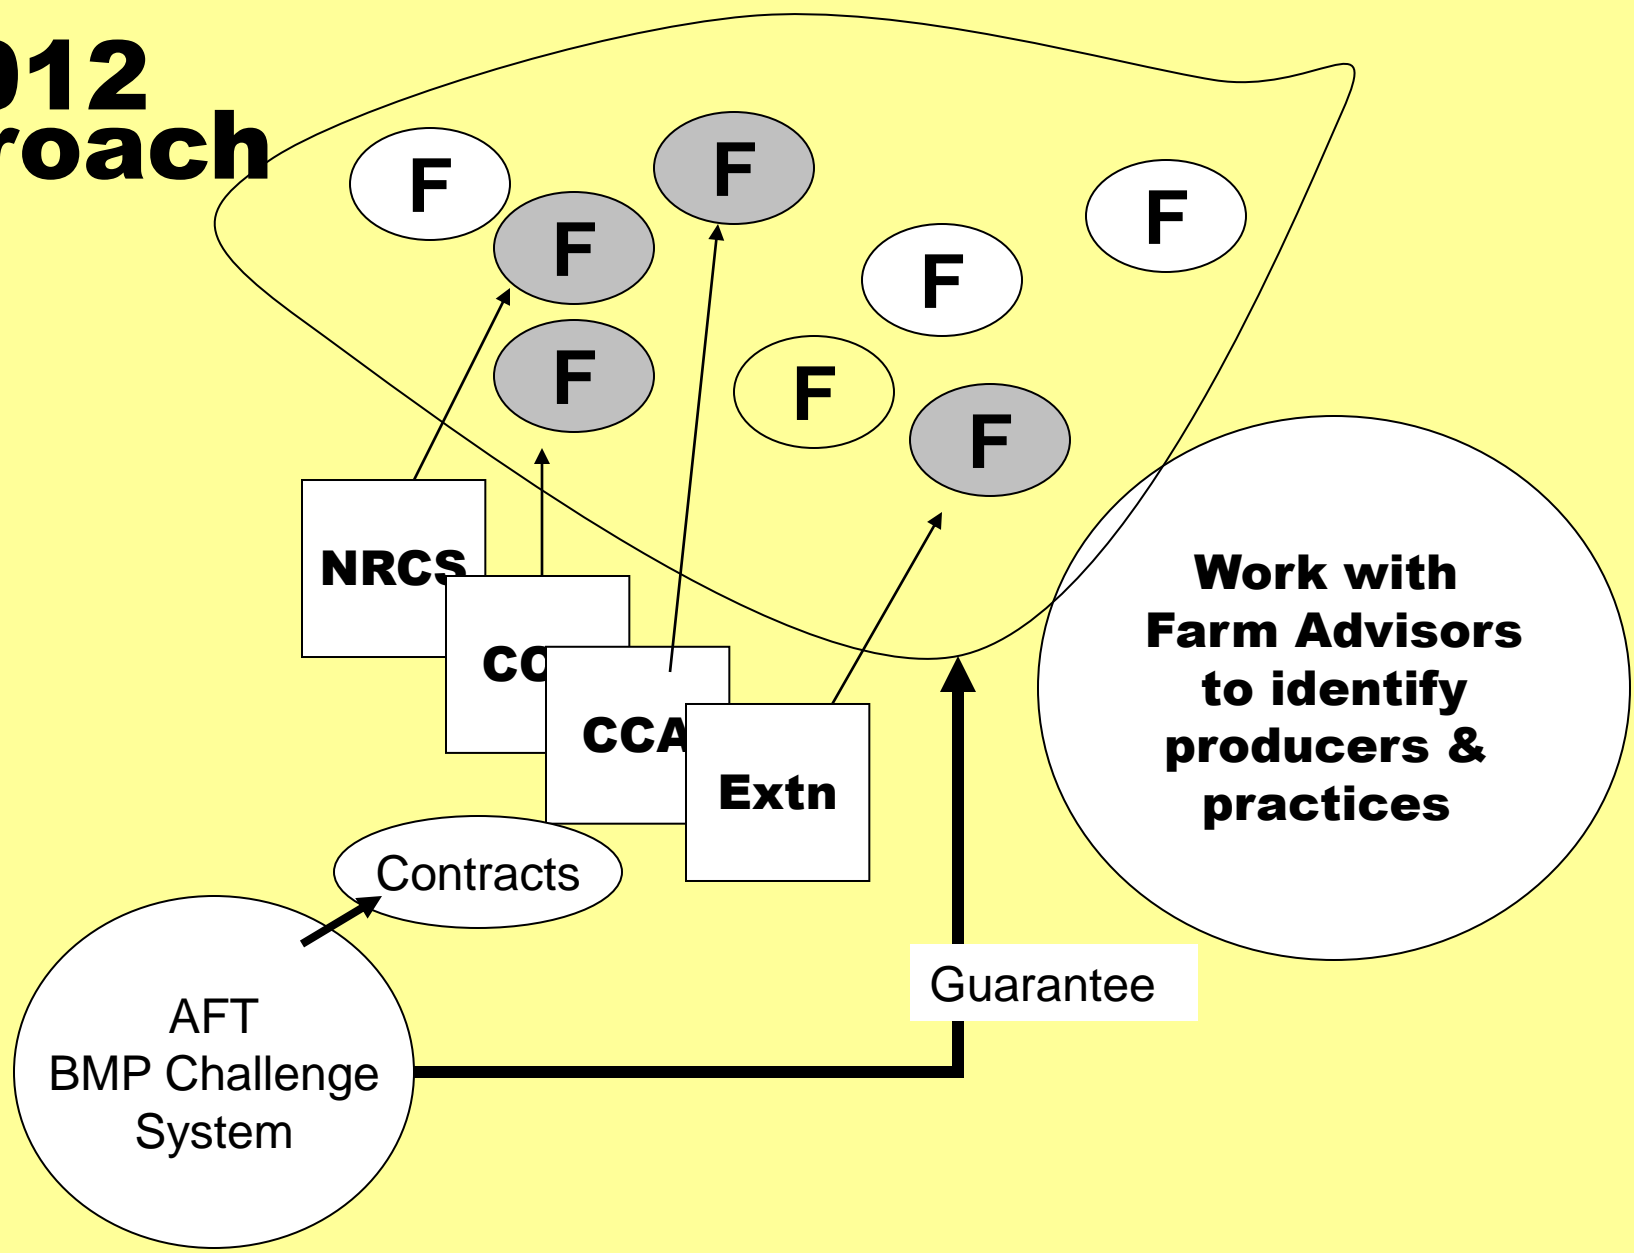 012
roach
F
F
F
F
F
F
F
F
NRCS
CO
CCA
Extn
Work with
Farm Advisors
to identify
producers &
practices
Contracts
Guarantee
AFT
BMP Challenge
System